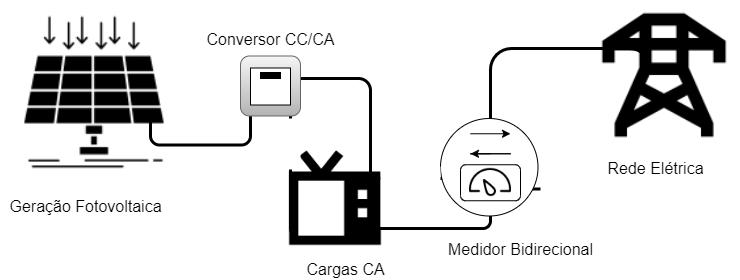 Conversor CC/CA
Rede Elétrica
Geração Fotovoltaica
Medidor Bidirecional
Cargas CA